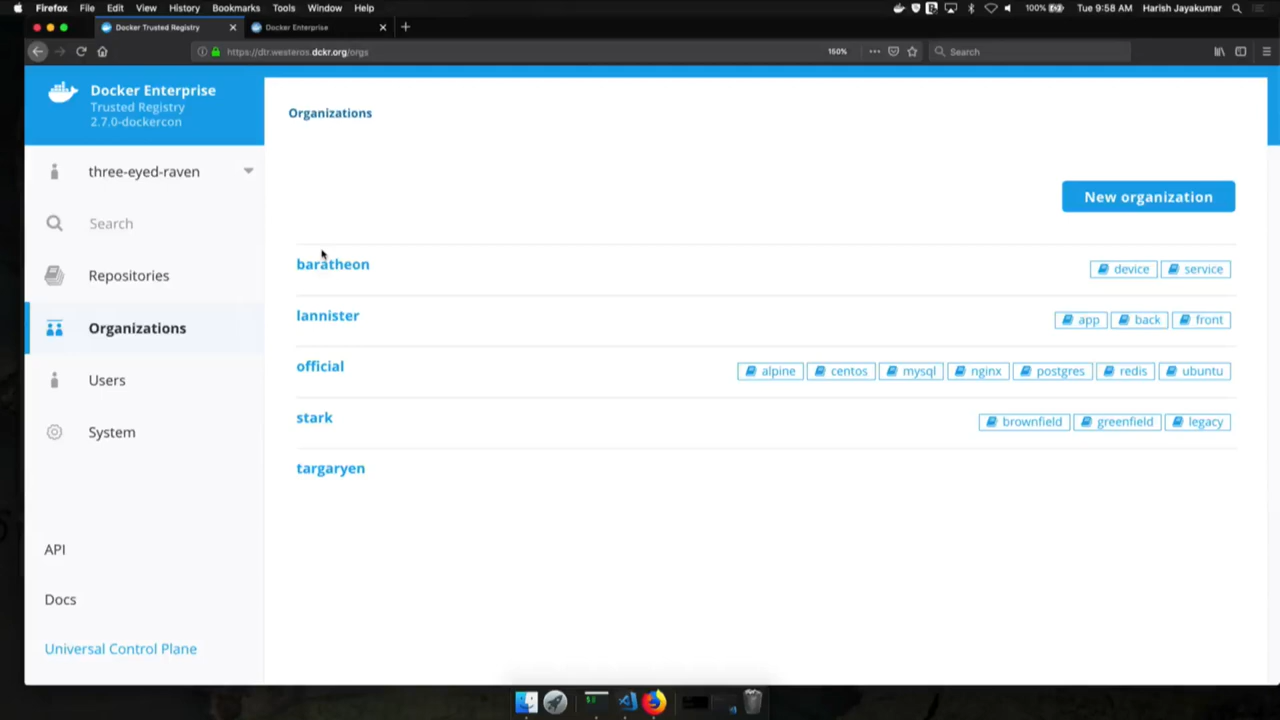 Firefox File Edit View History Bookmarks Tools Window Help 100% Tue 9:58 AM Harish Jayakumar
Docker Trusted Registry Docker Enterprise
https://dtr.westeros.dckr.org/orgs 150% Search
Docker Enterprise
Trusted Registry
2.7.0-dockercon
Organizations
three-eyed-raven
New organization
Search
baratheon device service
Repositories
lannister app back front
Organizations
official alpine centos mysql nginx postgres redis ubuntu
Users
stark brownfield greenfield legacy
System
targaryen
API
Docs
Universal Control Plane